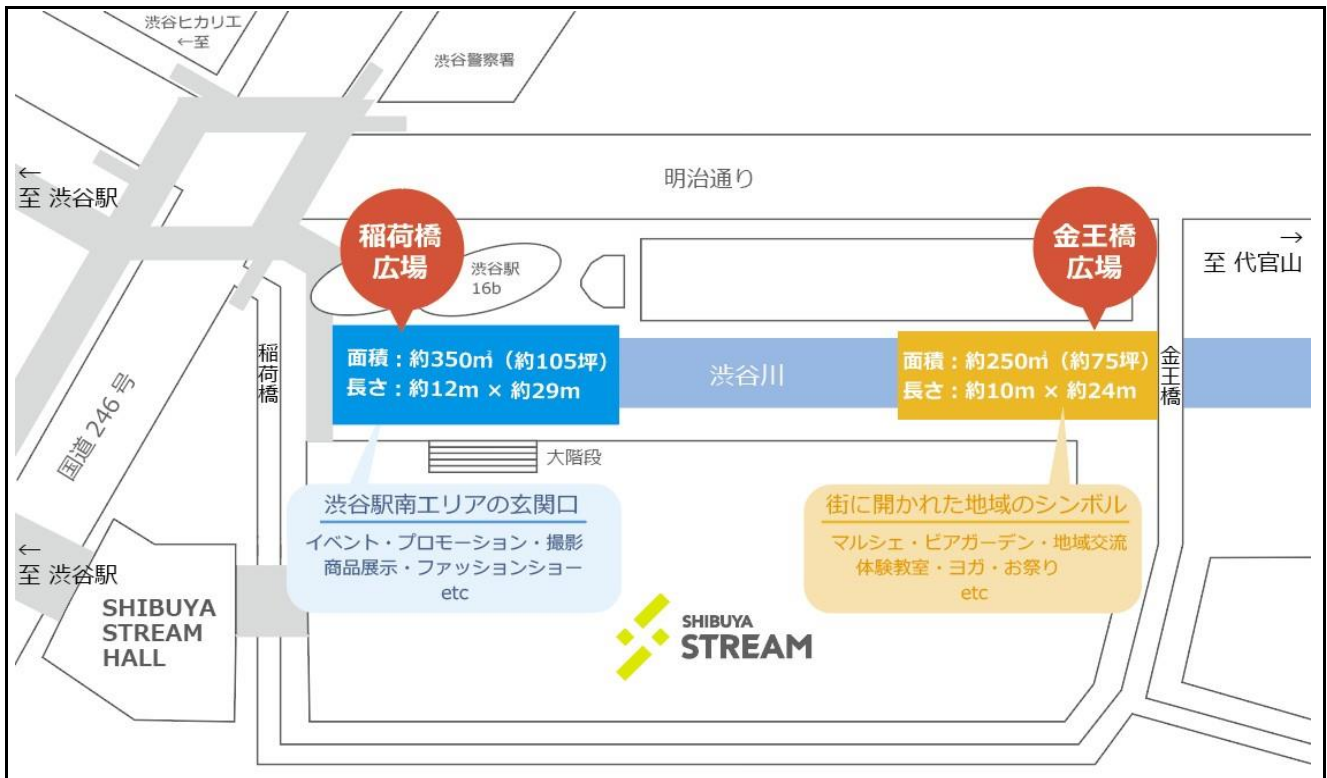 渋谷ヒカリエ
←至
渋谷警察署
←
至 渋谷駅
明治通り
稲荷橋
広場
渋谷駅
16b
金王橋
広場
→
至 代官山
稲荷橋
面積：約350㎡（約105坪）
長さ：約12m × 約29m
渋谷川
面積：約250㎡（約75坪）
長さ：約10m × 約24m
金王橋
国道 246 号
大階段
渋谷駅南エリアの玄関口
イベント・プロモーション・撮影
商品展示・ファッションショー
etc
街に開かれた地域のシンボル
マルシェ・ビアガーデン・地域交流
体験教室・ヨガ・お祭り
etc
←
至 渋谷駅
SHIBUYA
STREAM
HALL
SHIBUYA
STREAM